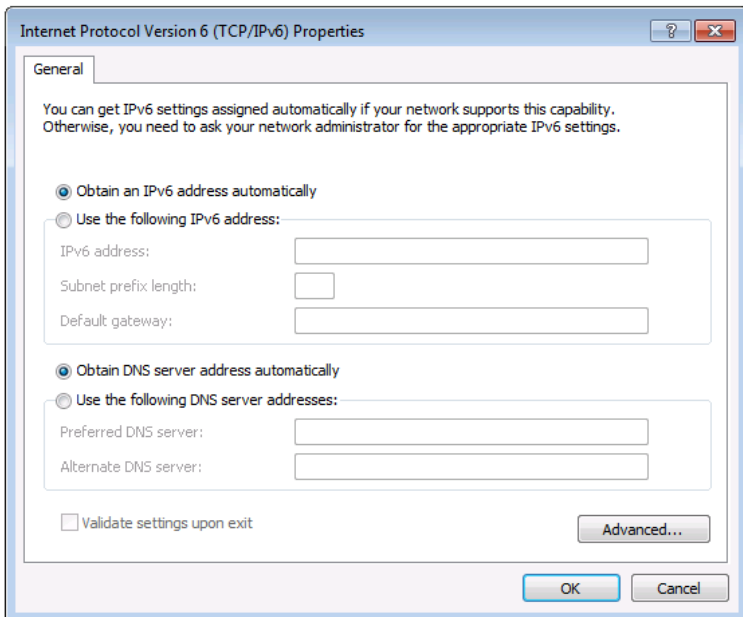 Internet Protocol Version 6 (TCP/IPv6) Properties
General
You can get IPv6 settings assigned automatically if your network supports this capability.
Otherwise, you need to ask your network administrator for the appropriate IPv6 settings.
Obtain an IPv6 address automatically
Use the following IPv6 address:
IPv6 address:
Subnet prefix length:
Default gateway:
Obtain DNS server address automatically
Use the following DNS server addresses:
Preferred DNS server:
Alternate DNS server:
Validate settings upon exit
Advanced...
OK Cancel